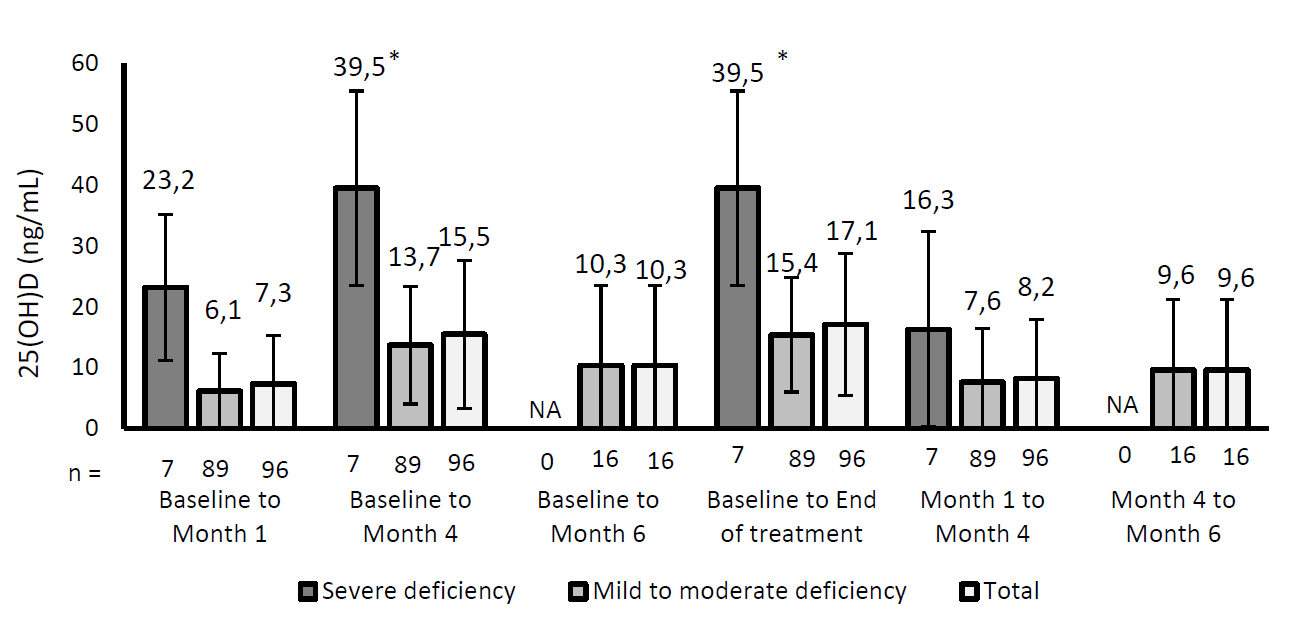 25(OH)D (ng/mL)
60
50
40
30
20
10
0
23,2
6,1
7,3
39,5*
13,7
15,5
NA
10,3
10,3
39,5 *
15,4
17,1
16,3
7,6
8,2
NA
9,6
9,6
n = 7 89 96 7 89 96 0 16 16 7 89 96 7 89 96 0 16 16
Baseline to
Month 1
Baseline to
Month 4
Baseline to
Month 6
Baseline to End
of treatment
Month 1 to
Month 4
Month 4 to
Month 6
Severe deficiency Mild to moderate deficiency Total